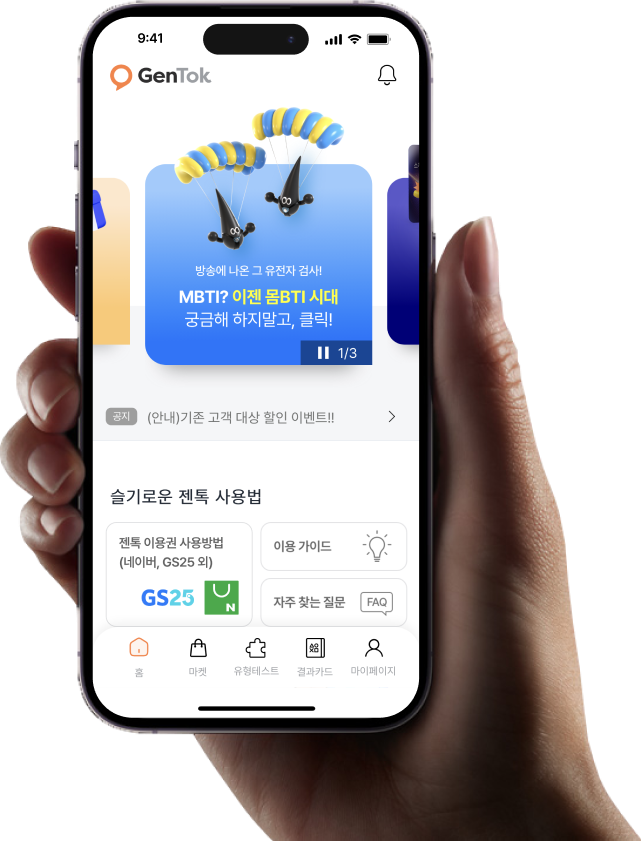 9:41
GenTok
방송에 나온 그 유전자 검사!
MBTI? 이젠 몸BTI 시대
궁금해 하지말고, 클릭!
1/3
공지 (안내)기존 고객 대상 할인 이벤트!!
슬기로운 젠톡 사용법
젠톡 이용권 사용방법
(네이버, GS25 외)
GS25
N
이용 가이드
자주 찾는 질문
FAQ
홈 마켓 유형테스트 결과카드 마이페이지